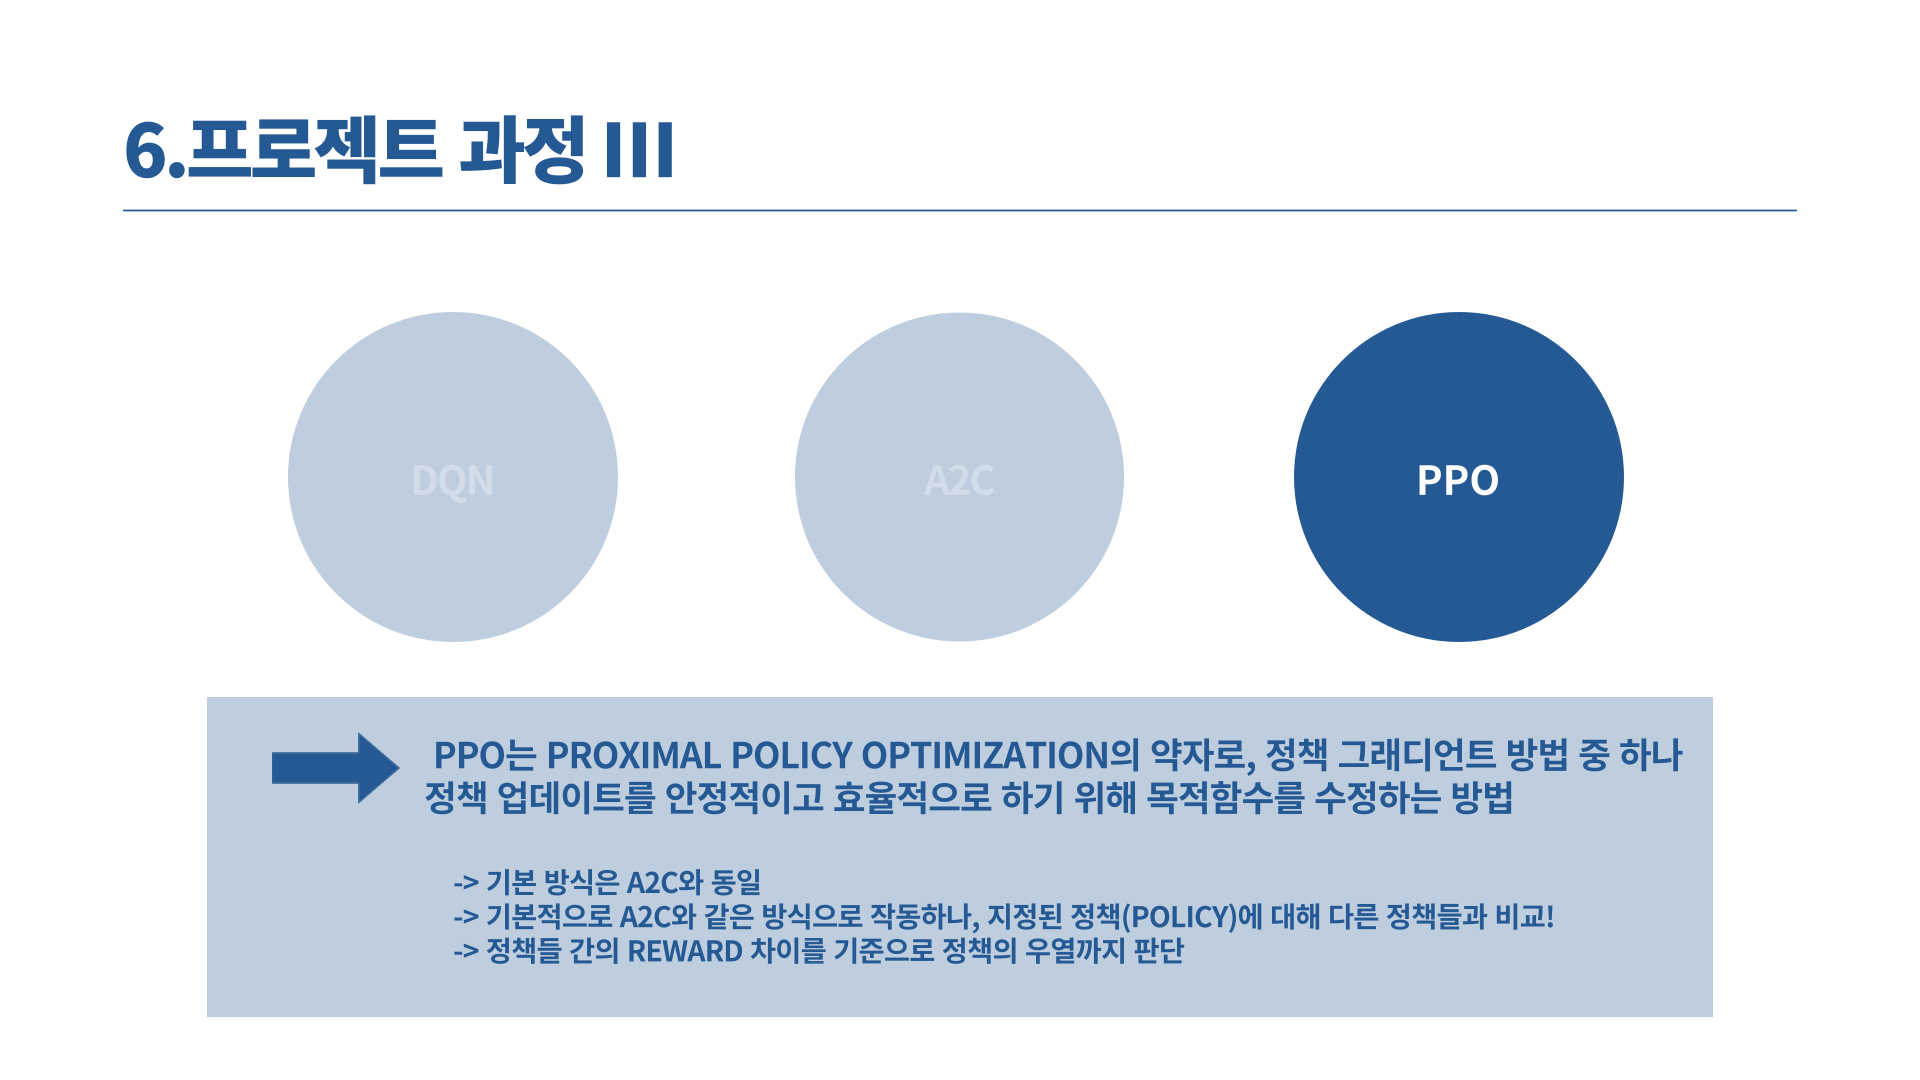 6.프로젝트 과정 III
DQN
A2C
PPO
PPO는 PROXIMAL POLICY OPTIMIZATION의 약자로, 정책 그래디언트 방법 중 하나
정책 업데이트를 안정적이고 효율적으로 하기 위해 목적함수를 수정하는 방법
-> 기본 방식은 A2C와 동일
-> 기본적으로 A2C와 같은 방식으로 작동하나, 지정된 정책(POLICY)에 대해 다른 정책들과 비교!
-> 정책들 간의 REWARD 차이를 기준으로 정책의 우열까지 판단